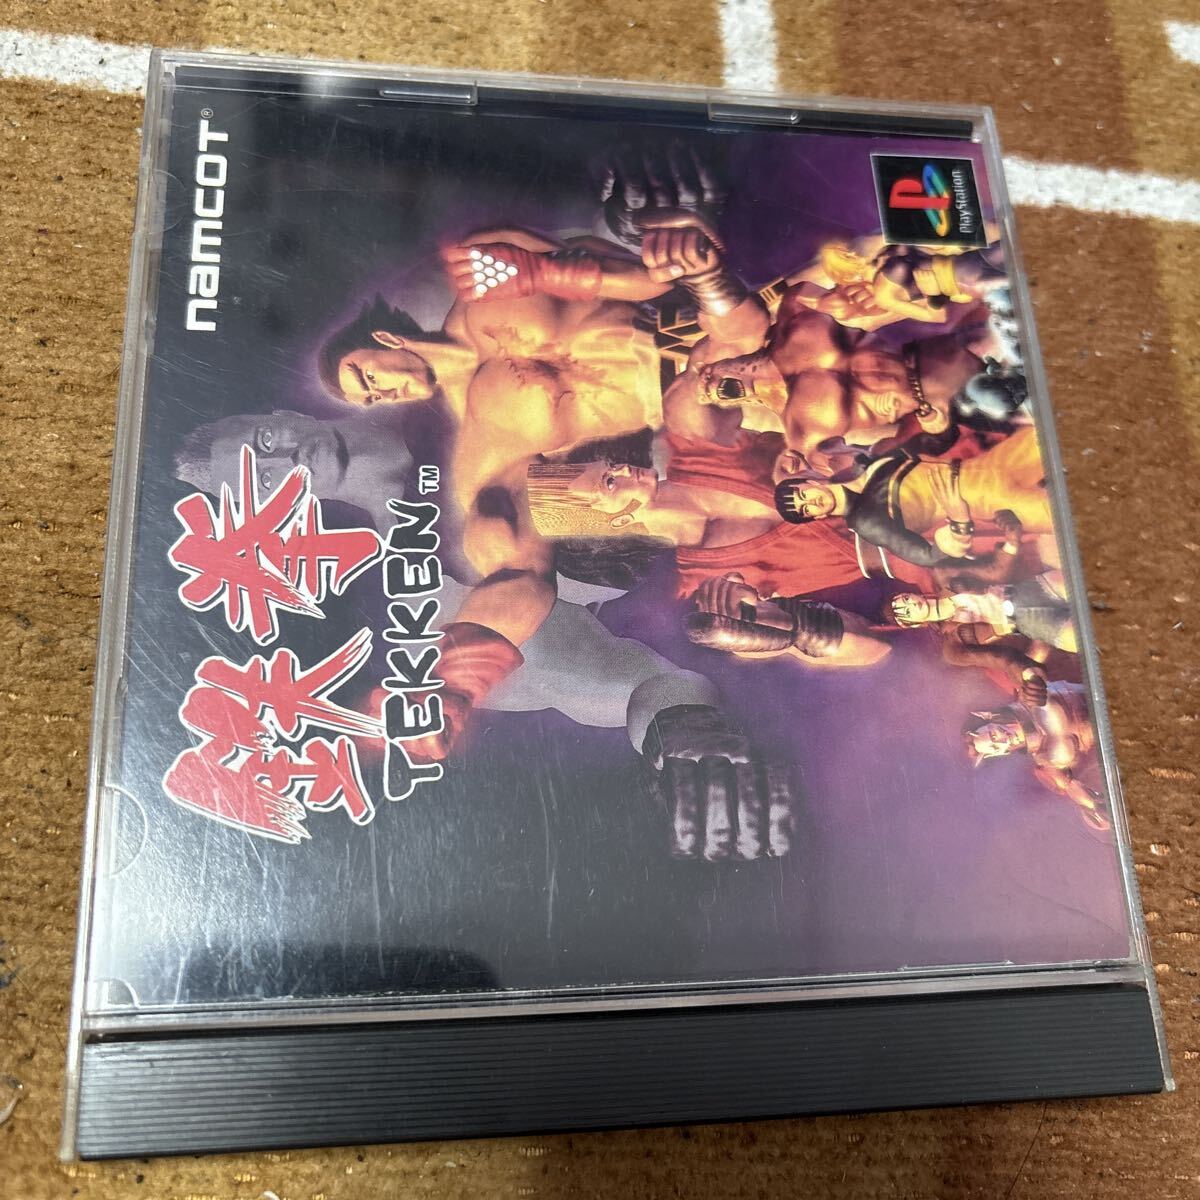 namcot®
鉄拳
TEKKEN™
PlayStation